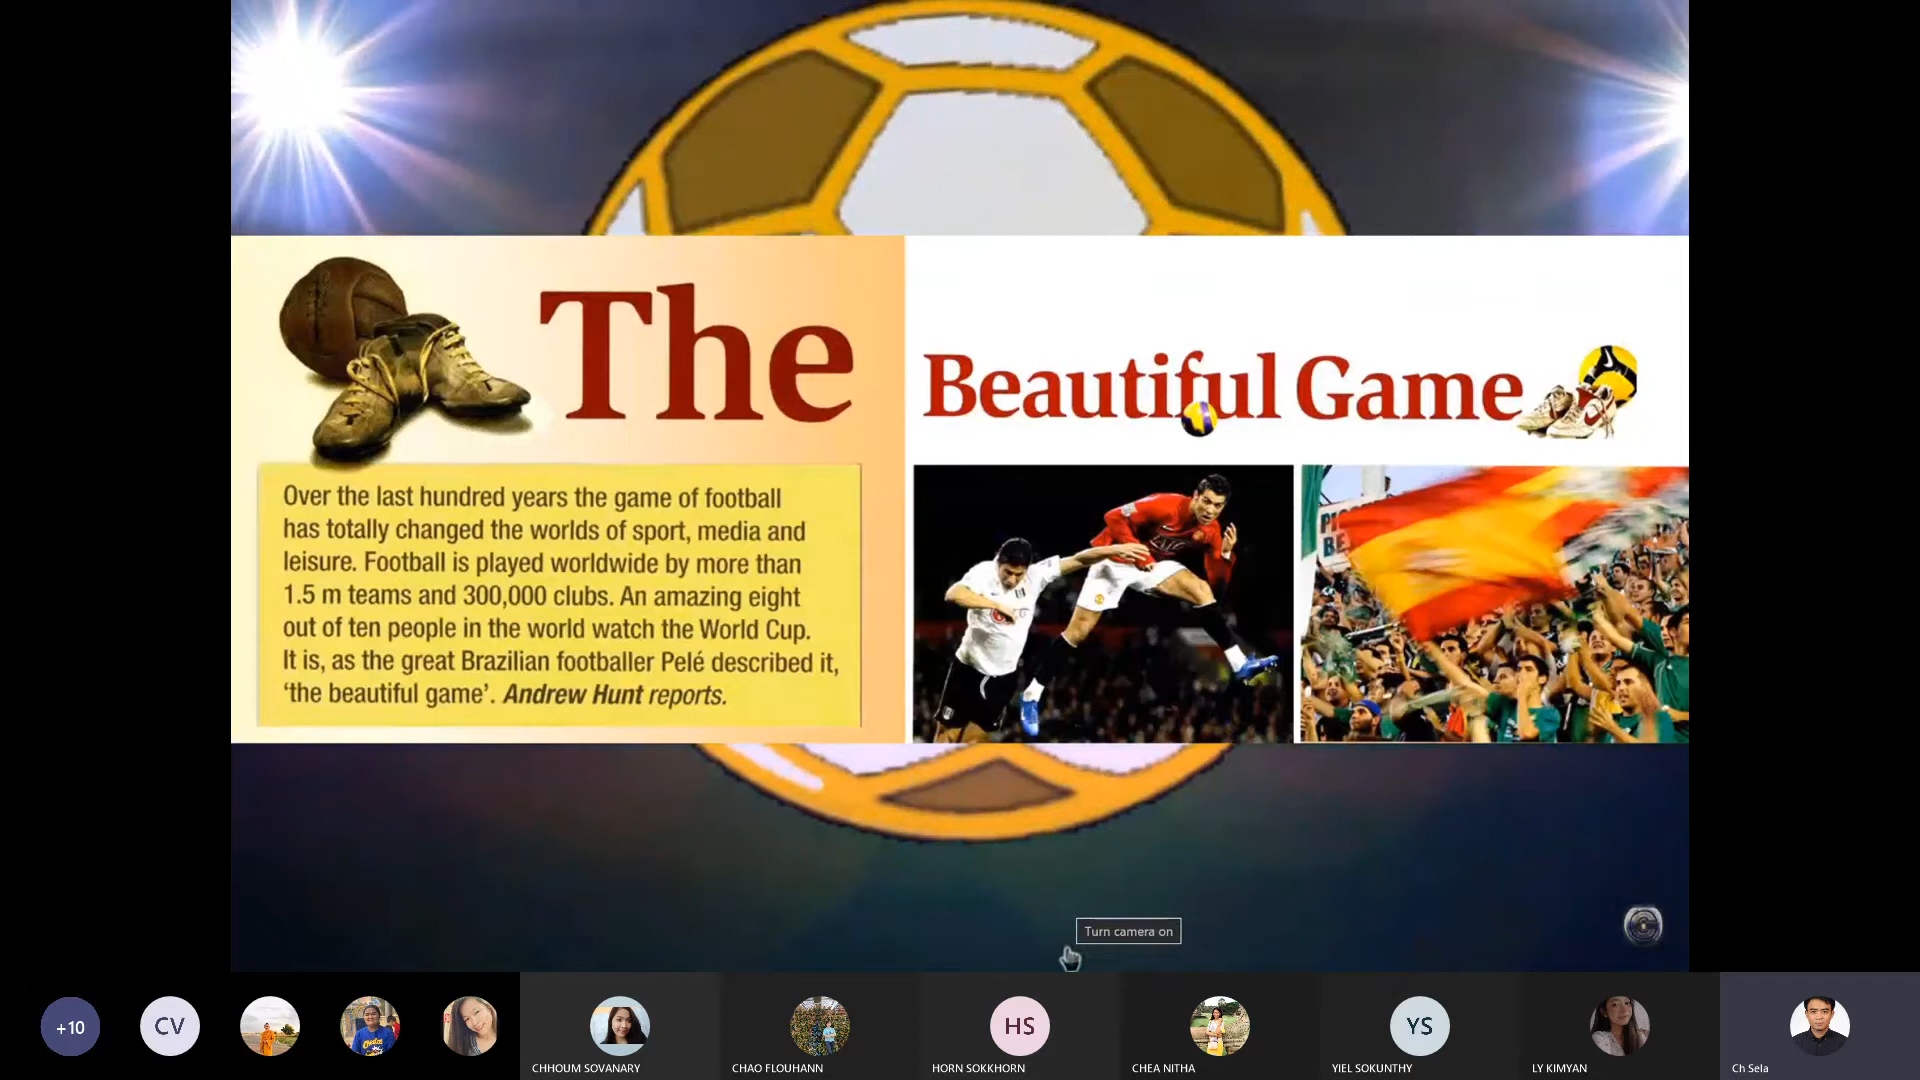 The
Beautiful Game
Over the last hundred years the game of football
has totally changed the worlds of sport, media and
leisure. Football is played worldwide by more than
1.5 m teams and 300,000 clubs. An amazing eight
out of ten people in the world watch the World Cup.
It is, as the great Brazilian footballer Pelé described it,
‘the beautiful game’. Andrew Hunt reports.
Turn camera on
+10
CV
HS
YS
CHHOUM SOVANARY
CHAO FLOUHANN
HORN SOKKHORN
CHEA NITHA
YIEL SOKUNTHY
LY KIMYAN
Ch Sela